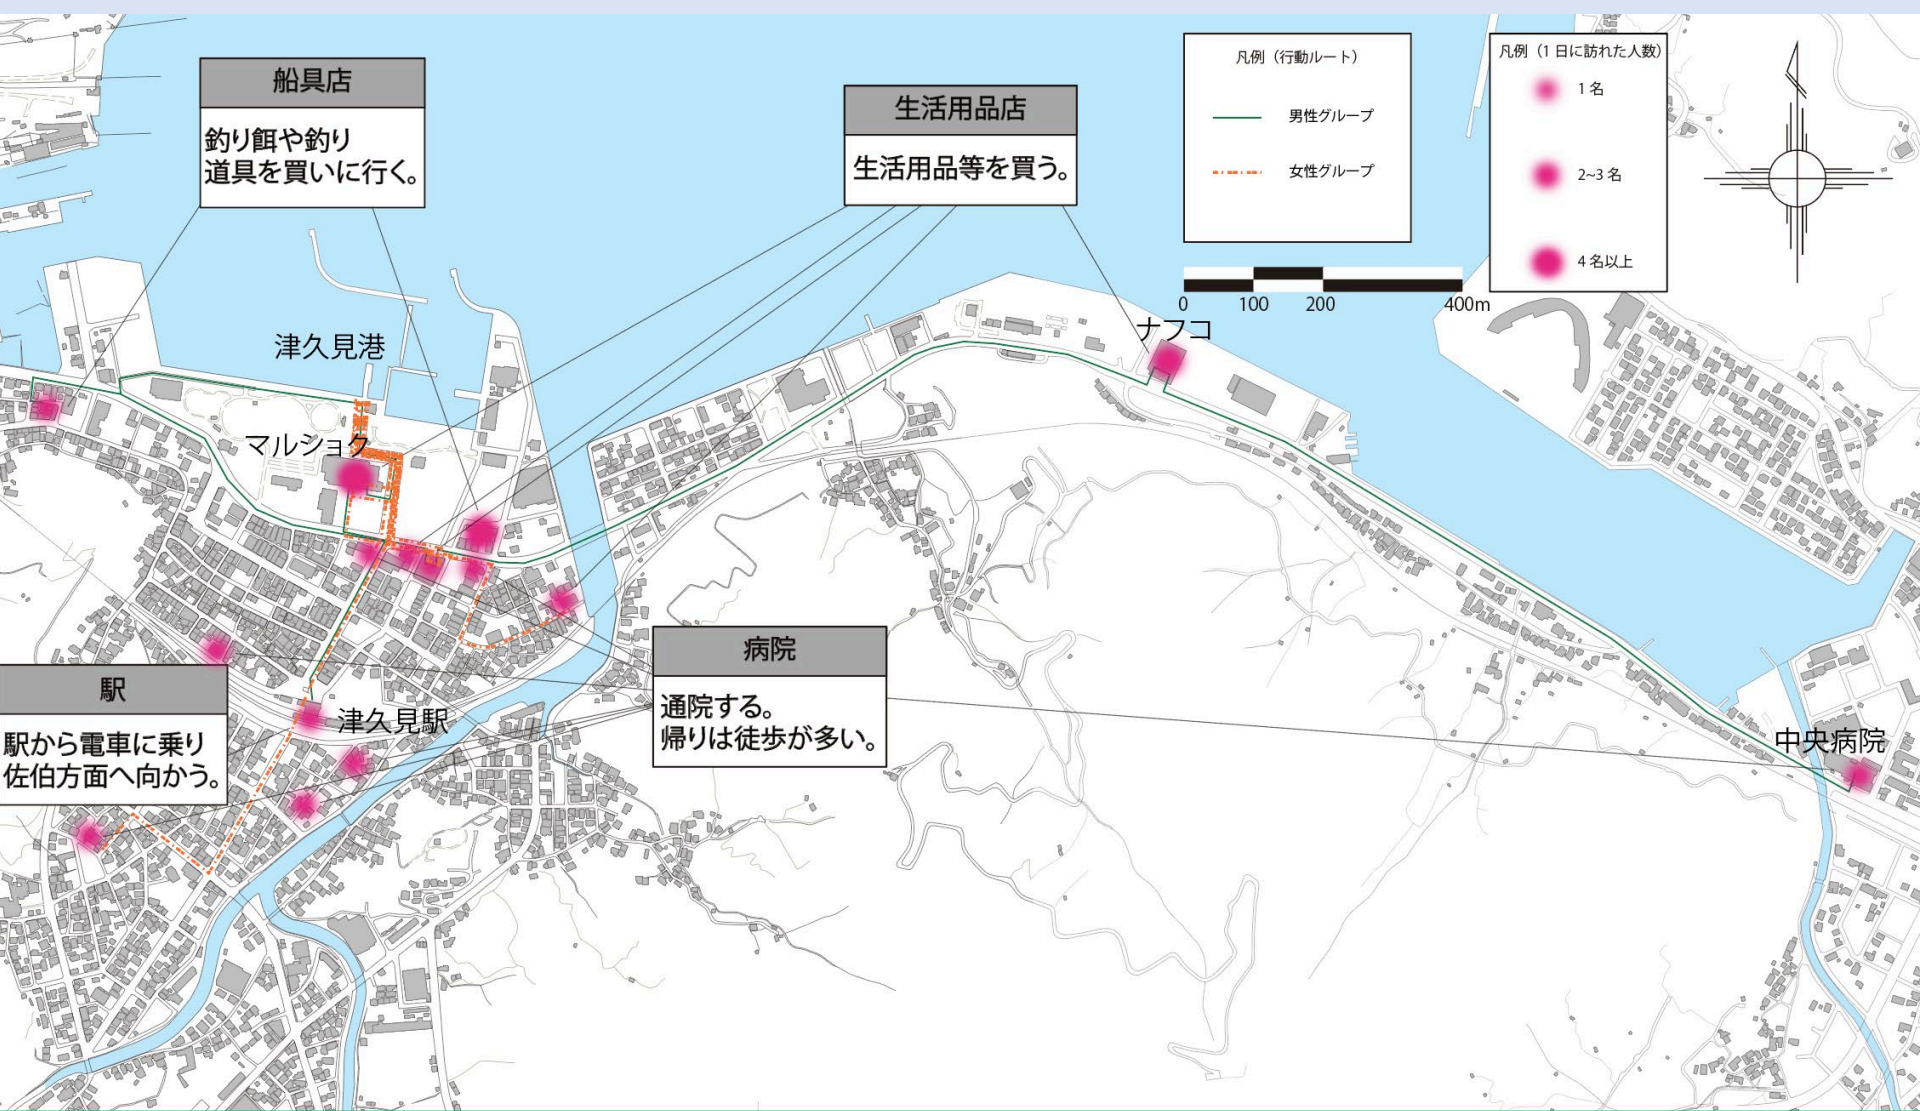 船具店
釣り餌や釣り
道具を買いに行く。
生活用品店
生活用品等を買う。
凡例（行動ルート）
男性グループ
女性グループ
凡例（1日に訪れた人数）
1名
2~3名
4名以上
0 100 200 400m
津久見港
ナフコ
マルショク
病院
通院する。
帰りは徒歩が多い。
駅
駅から電車に乗り
佐伯方面へ向かう。
津久見駅
中央病院